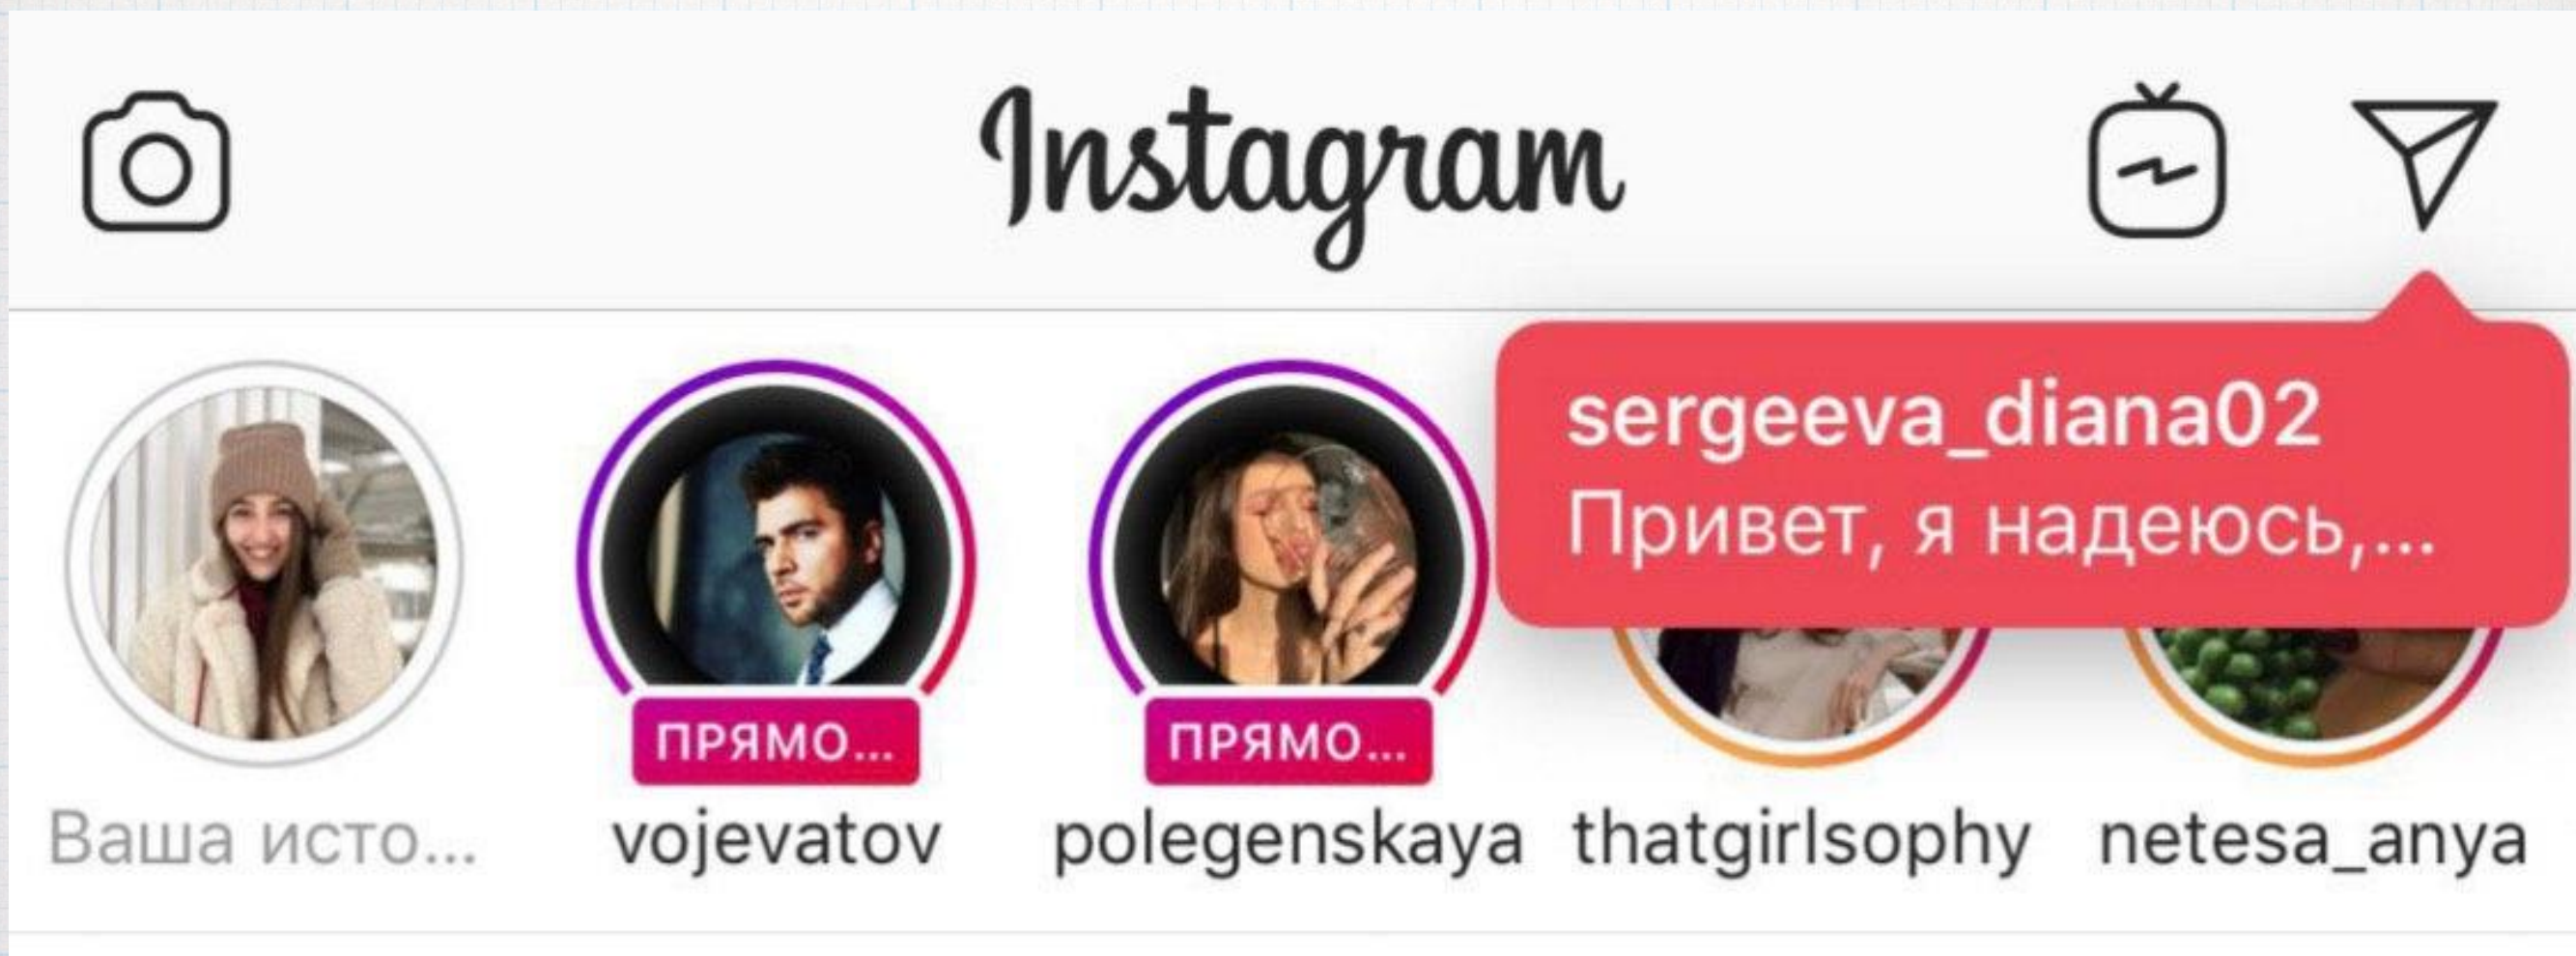 Instagram
sergeeva_diana02
Привет, я надеюсь,...
ПРЯМО...
ПРЯМО...
Ваша исто...
vojevatov
polegenskaya
thatgirlsophy
netesa_anya